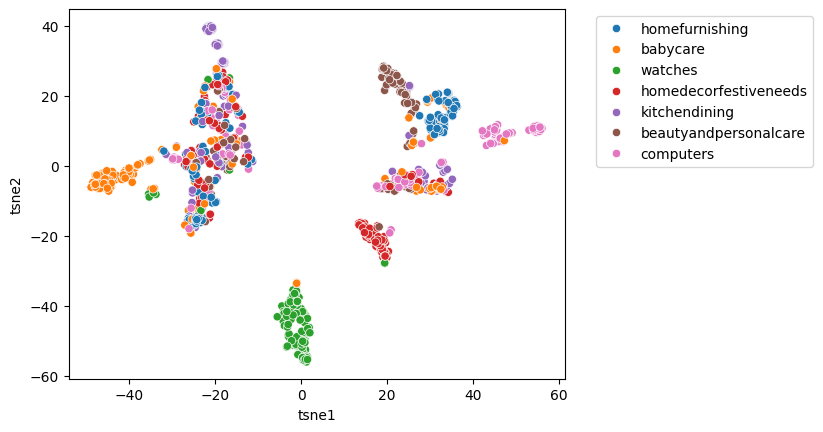 40
20
0
−20
−40
−60
tsne2
−40
−20
0
20
40
60
tsne1
homefurnishing
babycare
watches
homedecorfestiveneeds
kitchendining
beautyandpersonalcare
computers